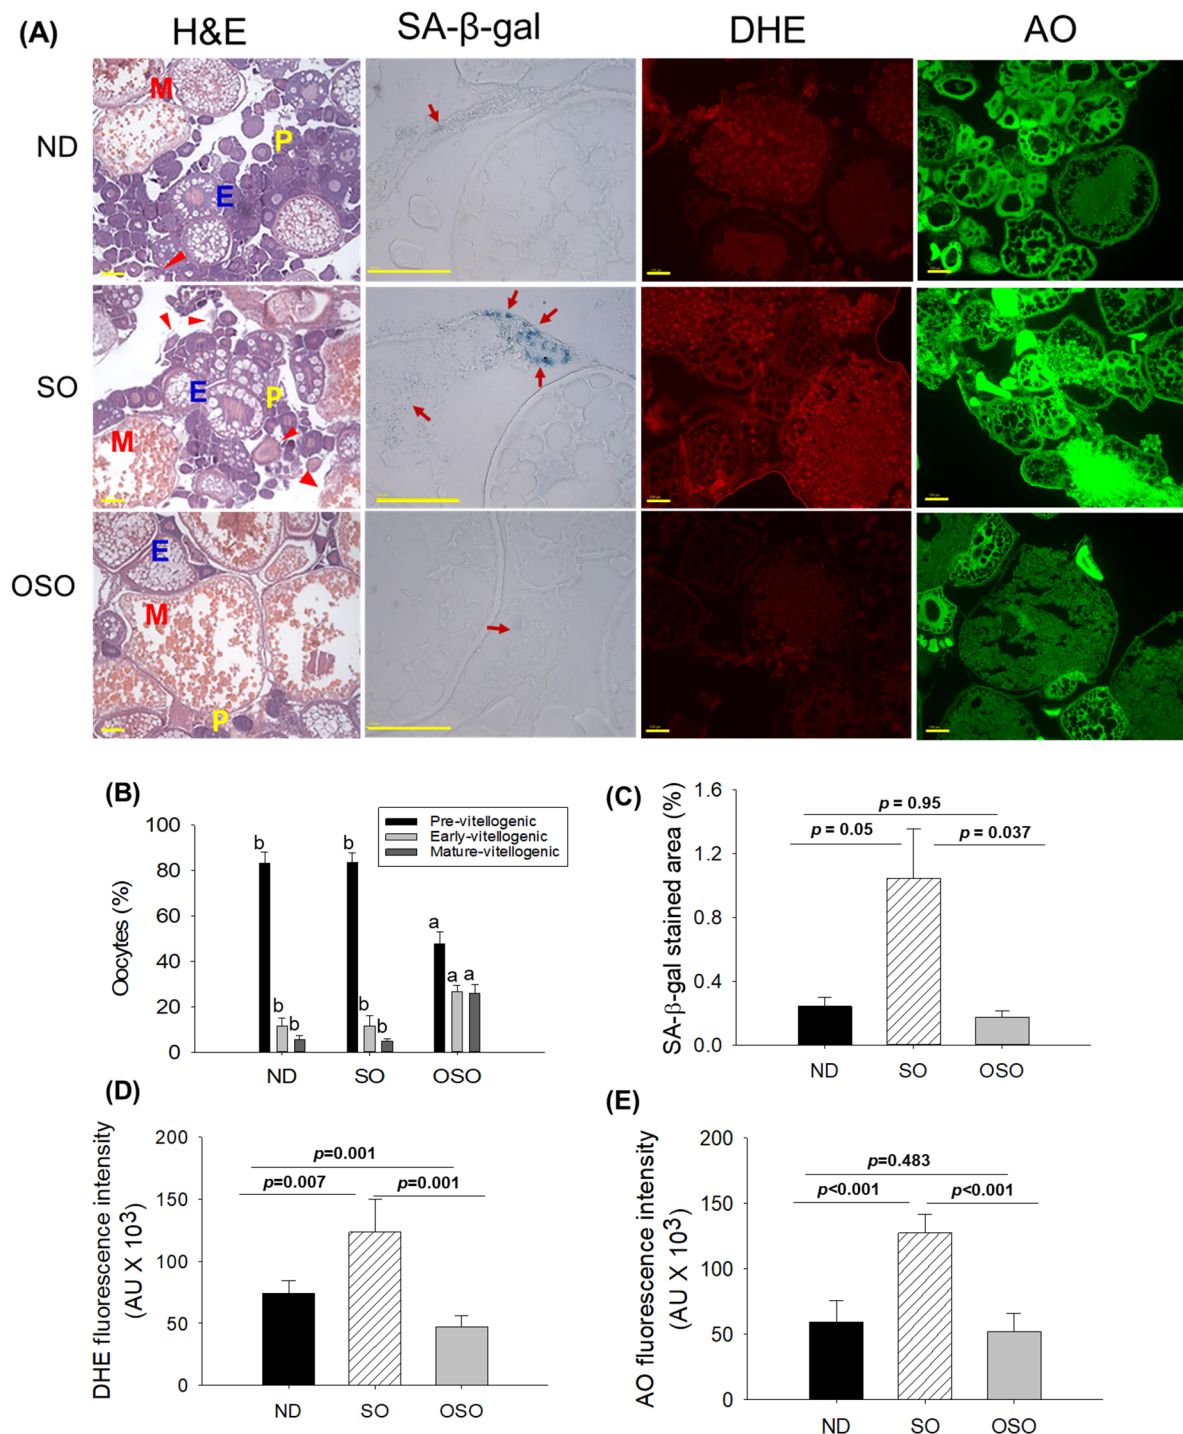 (A)
H&E
SA-β-gal
DHE
AO
ND
M
P
E
SO
E
P
M
OSO
E
M
P
(B)
Pre-vitellogenic
Early-vitellogenic
Mature-vitellogenic
Oocytes (%)
100
80
60
40
20
0
b
b
b
b
b
b
a
a
a
ND
SO
OSO
(C)
SA-β-gal stained area (%)
1.6
1.2
0.8
0.4
0.0
p = 0.95
p = 0.05
p = 0.037
ND
SO
OSO
(D)
DHE fluorescence intensity
(AU X 10³)
200
150
100
50
0
p=0.001
p=0.007
p=0.001
ND
SO
OSO
(E)
AO fluorescence intensity
(AU X 10³)
200
150
100
50
0
p=0.483
p<0.001
p<0.001
ND
SO
OSO